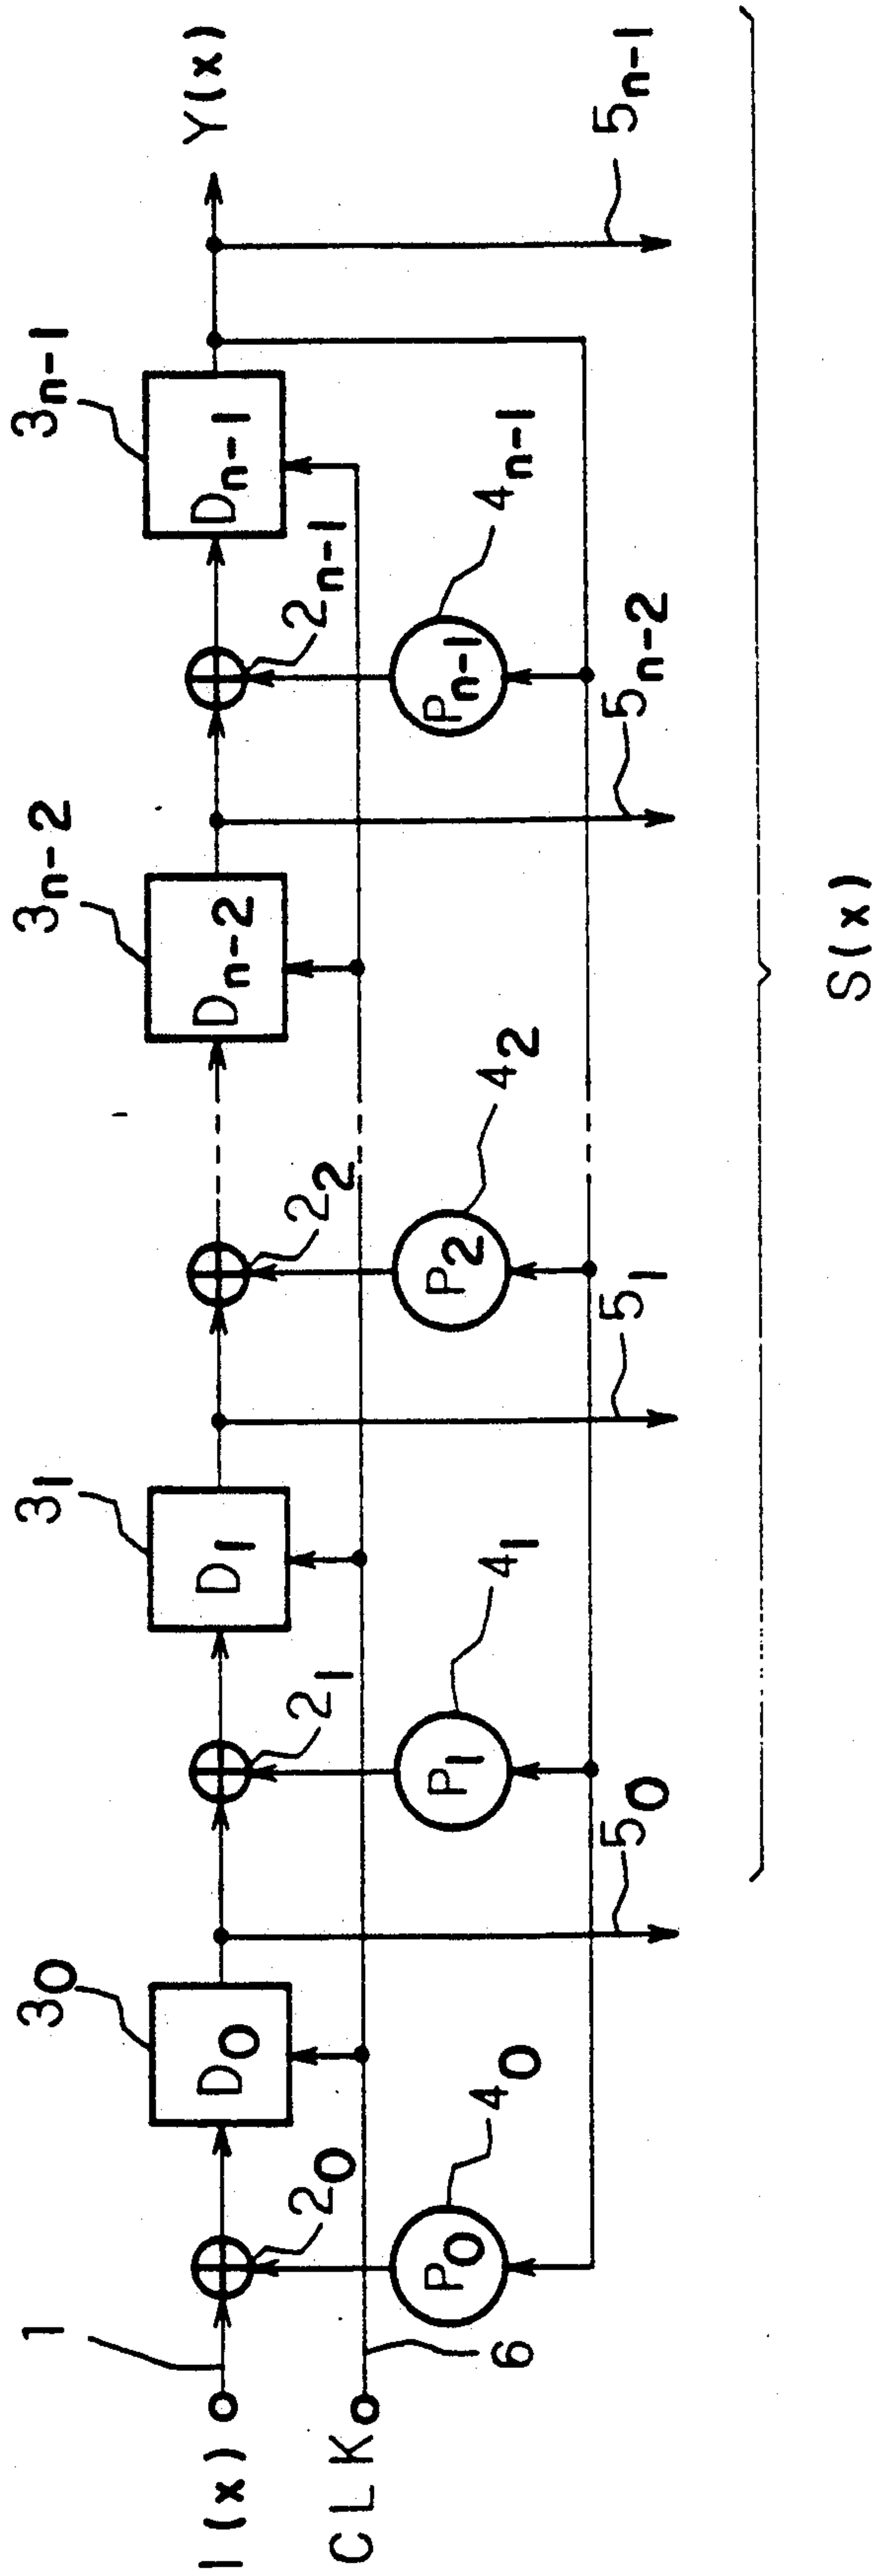 1
3₀
3₁
3ₙ₋₂
3ₙ₋₁
I(x)
D₀
D₁
Dₙ₋₂
Dₙ₋₁
Y(x)
2₀
2₁
2₂
2ₙ₋₁
CLK
P₀
P₁
P₂
Pₙ₋₁
4₀
4₁
4₂
4ₙ₋₁
6
5₀
5₁
5ₙ₋₂
5ₙ₋₁
S(x)